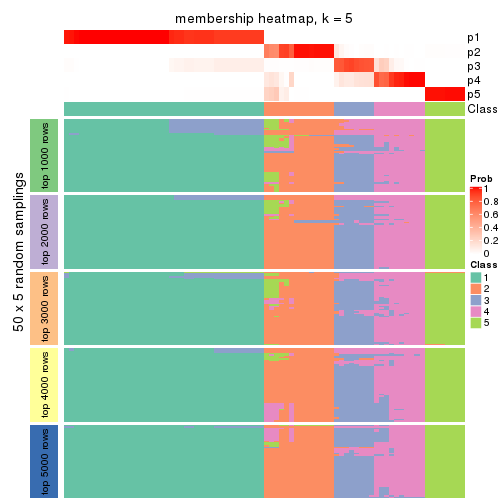 membership heatmap, k = 5
p1
p2
p3
p4
p5
Class
50 x 5 random samplings
top 1000 rows
top 2000 rows
top 3000 rows
top 4000 rows
top 5000 rows
Prob
1
0.8
0.6
0.4
0.2
0
Class
1
2
3
4
5